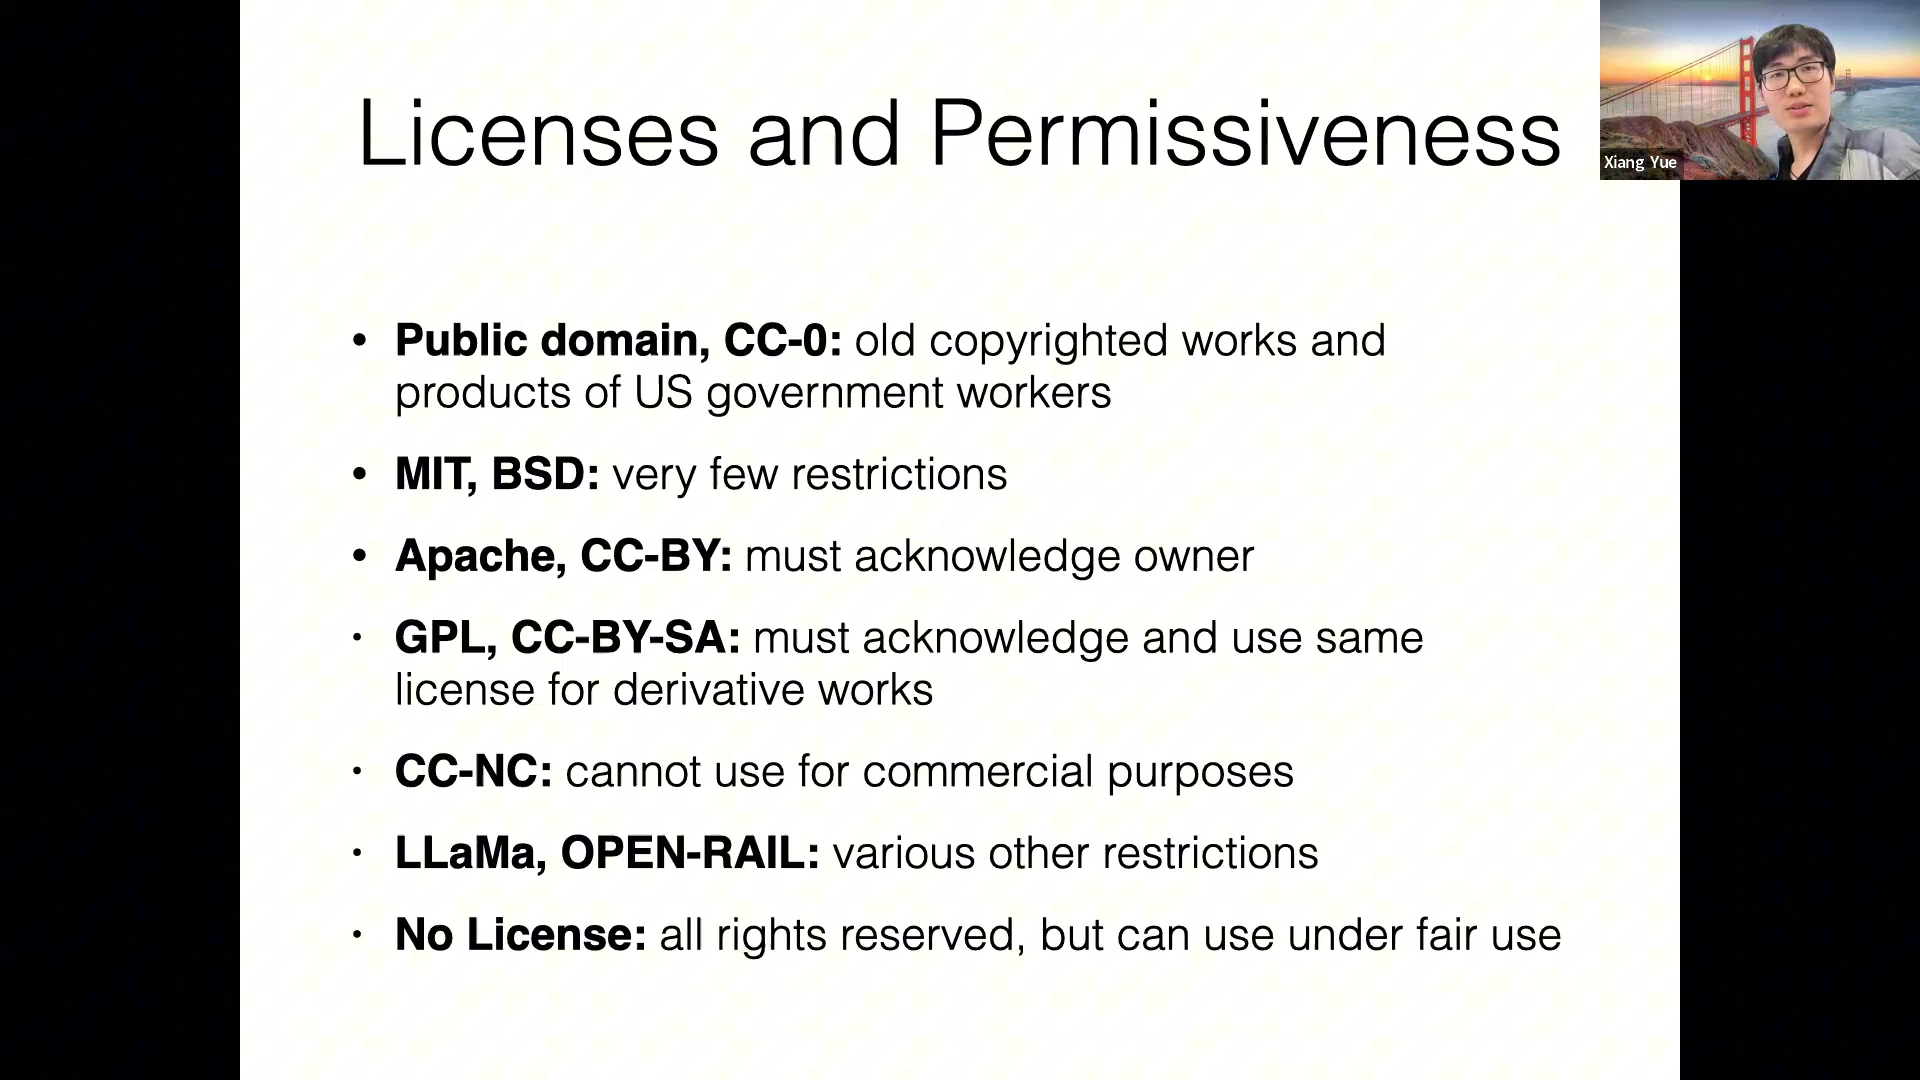 Licenses and Permissiveness
Xiang Yue
• Public domain, CC-0: old copyrighted works and
products of US government workers
• MIT, BSD: very few restrictions
• Apache, CC-BY: must acknowledge owner
• GPL, CC-BY-SA: must acknowledge and use same
license for derivative works
• CC-NC: cannot use for commercial purposes
• LLaMa, OPEN-RAIL: various other restrictions
• No License: all rights reserved, but can use under fair use